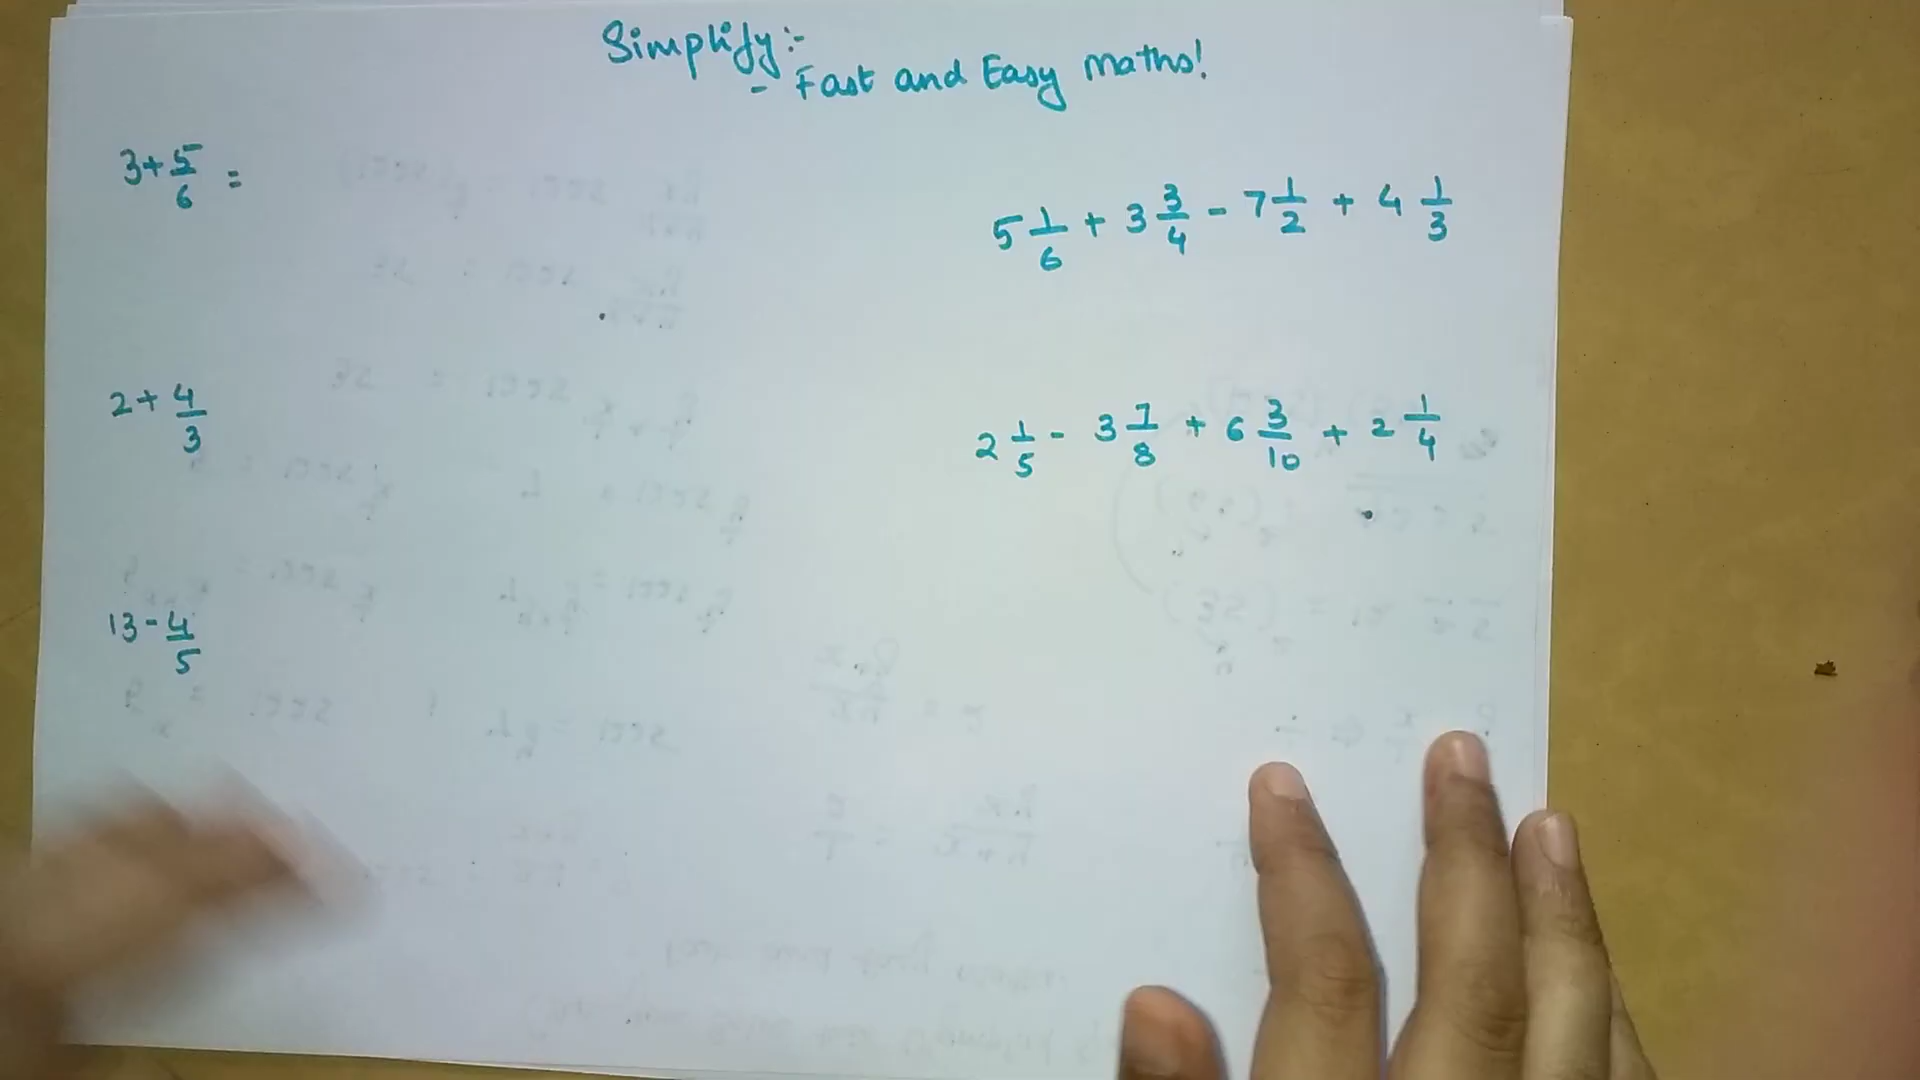 Simplify:-
- Fast and Easy maths!
3+5/6 =
5 1/6 + 3 3/4 - 7 1/2 + 4 1/3
2+4/3
2 1/5 - 3 7/8 + 6 3/10 + 2 1/4
13-4/5